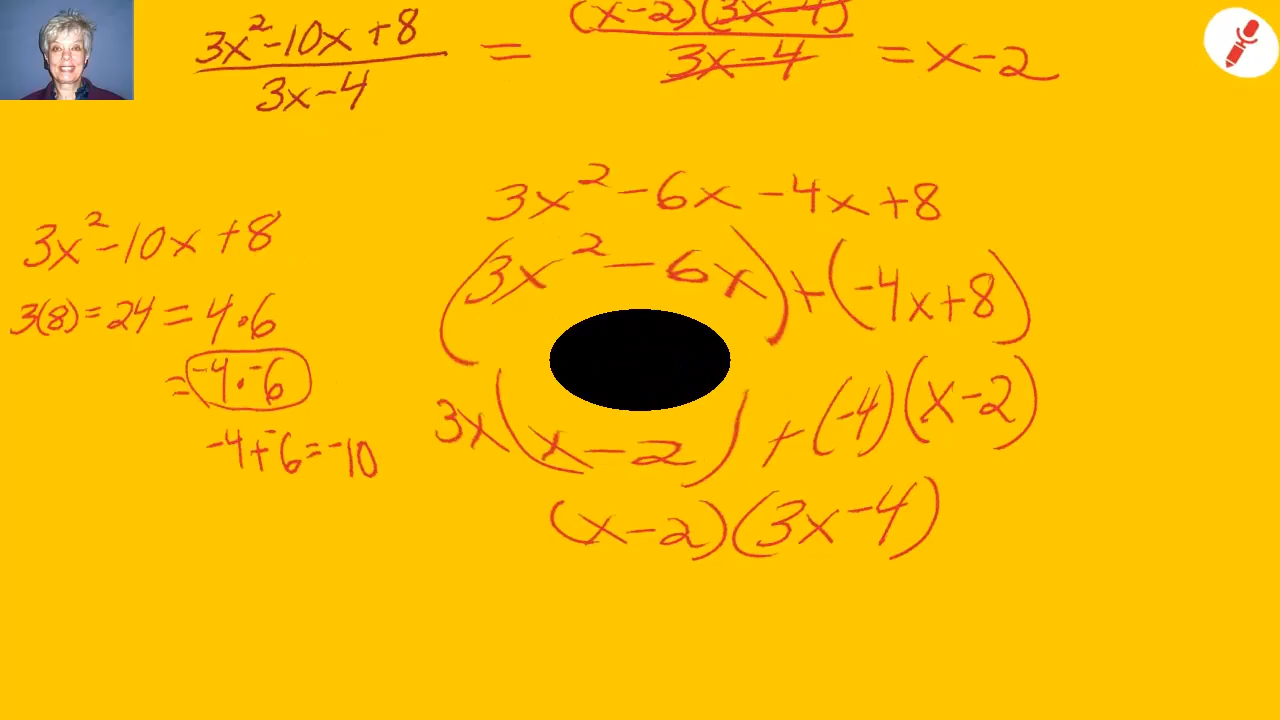 3x²-10x+8 / 3x-4 = (x-2)(3x-4) / 3x-4 = x-2
3x²-10x+8
3(8)=24=4•6
=⁻4•⁻6
⁻4+⁻6=⁻10
3x²-6x-4x+8
(3x²-6x)+(-4x+8)
3x(x-2)+(-4)(x-2)
(x-2)(3x-4)